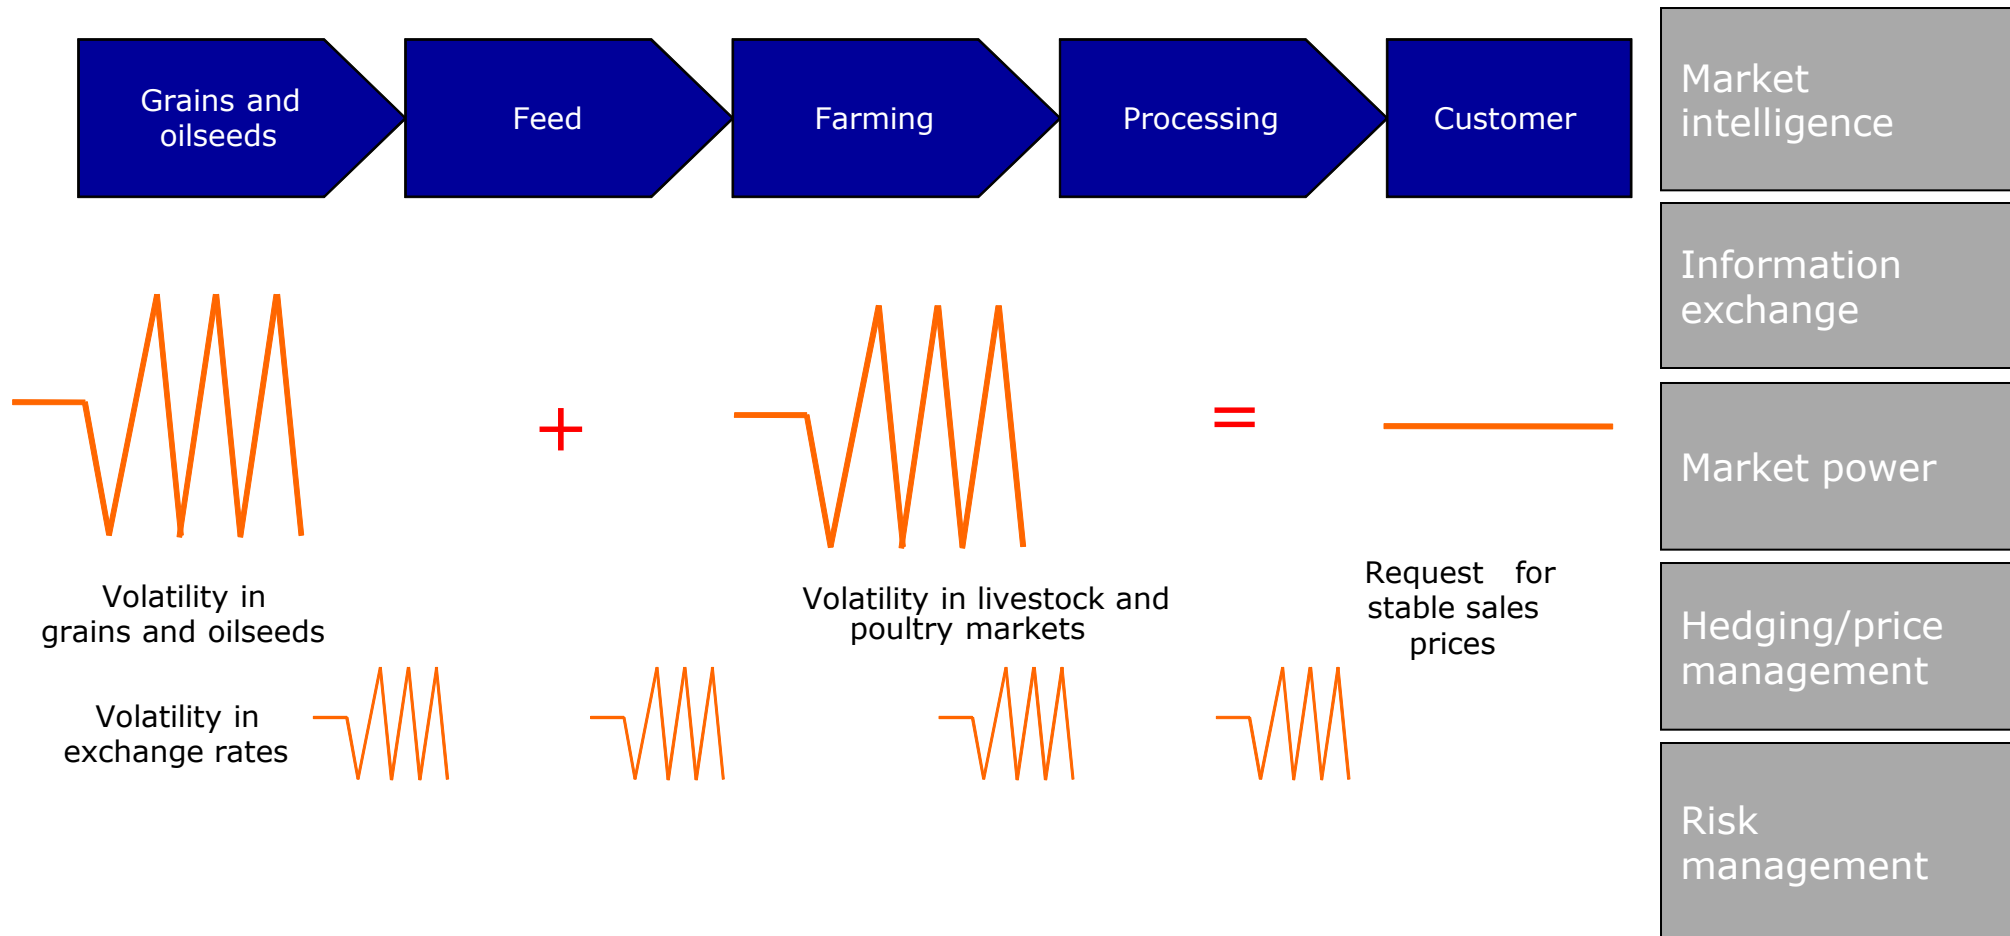 Grains and
oilseeds
Feed
Farming
Processing
Customer
Market
intelligence
Information
exchange
Market power
Hedging/price
management
Risk
management
+
=
Volatility in
grains and oilseeds
Volatility in livestock and
poultry markets
Request for
stable sales
prices
Volatility in
exchange rates